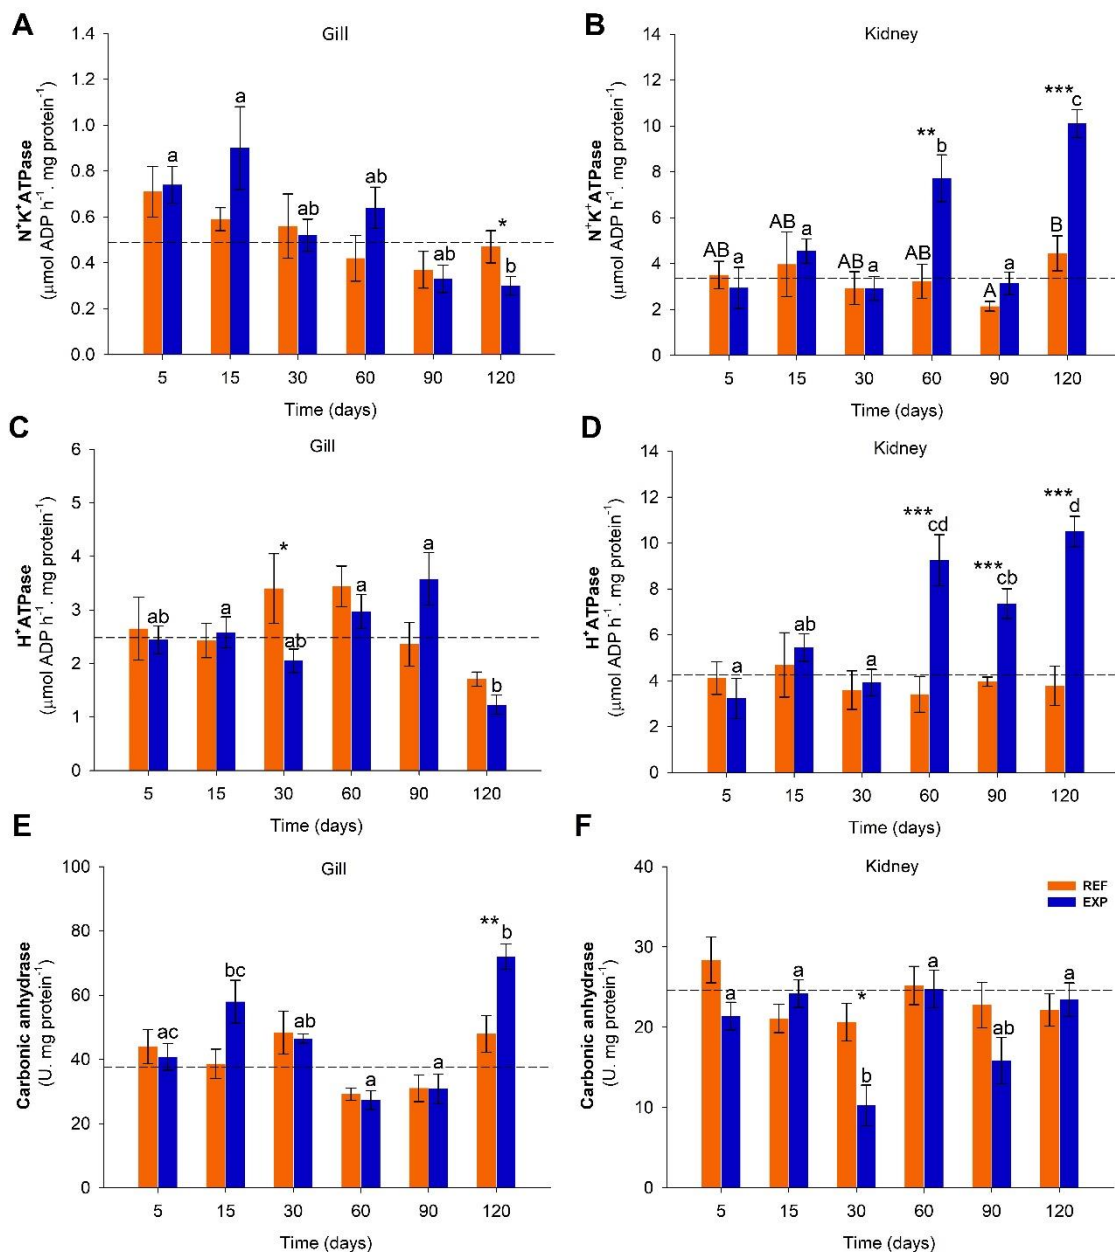 A
Gill
N⁺K⁺ATPase
(μmol ADP h⁻¹. mg protein⁻¹)
1.4
1.2
1.0
0.8
0.6
0.4
0.2
0.0
a
a
ab
ab
ab
*
b
5 15 30 60 90 120
Time (days)
B
Kidney
N⁺K⁺ATPase
(μmol ADP h⁻¹. mg protein⁻¹)
14
12
10
8
6
4
2
0
AB a
AB a
AB a
AB ** b
A a
B *** c
5 15 30 60 90 120
Time (days)
C
Gill
H⁺ATPase
(μmol ADP h⁻¹. mg protein⁻¹)
6
5
4
3
2
1
0
ab
a
* ab
a
a
b
5 15 30 60 90 120
Time (days)
D
Kidney
H⁺ATPase
(μmol ADP h⁻¹. mg protein⁻¹)
14
12
10
8
6
4
2
0
a
ab
a
*** cd
*** cb
*** d
5 15 30 60 90 120
Time (days)
E
Gill
Carbonic anhydrase
(U. mg protein⁻¹)
100
80
60
40
20
0
ac
bc
ab
a
a
** b
5 15 30 60 90 120
Time (days)
F
Kidney
REF
EXP
Carbonic anhydrase
(U. mg protein⁻¹)
40
30
20
10
0
a
a
* b
a
ab
a
5 15 30 60 90 120
Time (days)